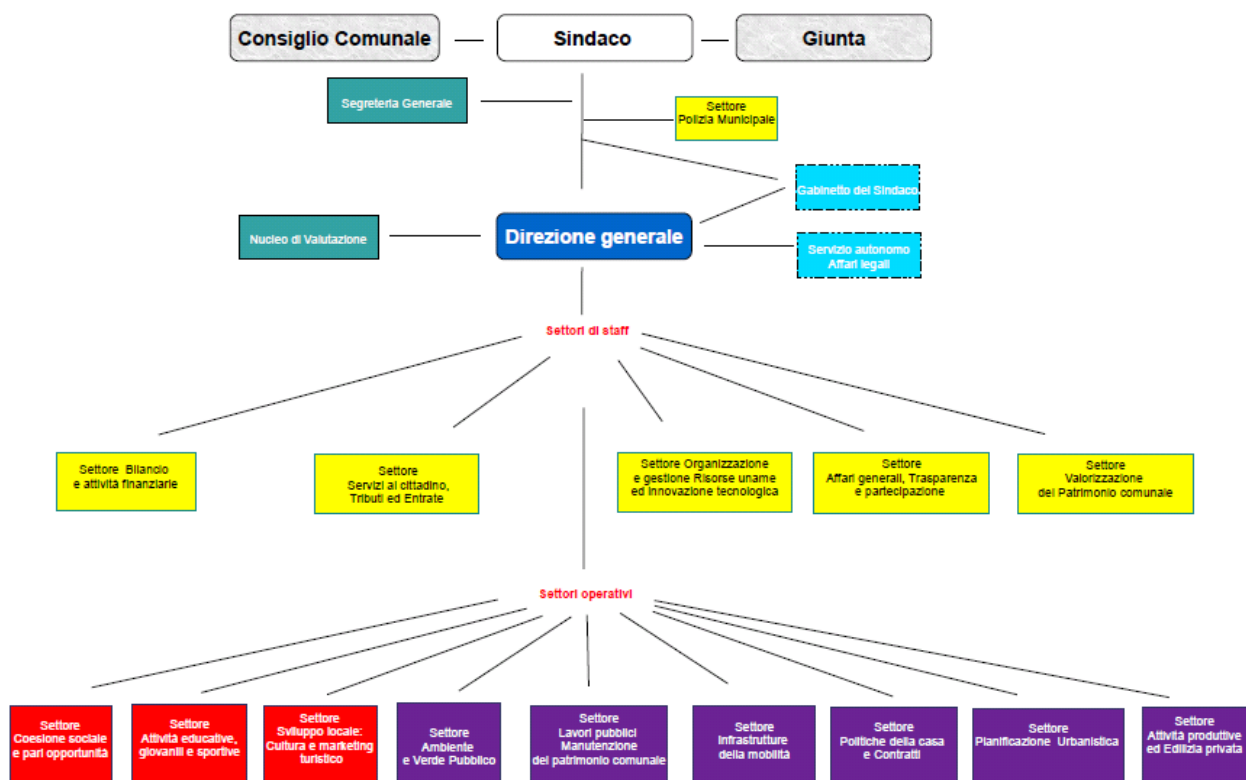 Consiglio Comunale
Sindaco
Giunta
Segreteria Generale
Settore
Polizia Municipale
Gabinetto del Sindaco
Nucleo di Valutazione
Direzione generale
Servizio autonomo
Affari legali
Settori di staff
Settore Bilancio
e attività finanziarie
Settore
Servizi al cittadino,
Tributi ed Entrate
Settore Organizzazione
e gestione Risorse uname
ed innovazione tecnologica
Settore
Affari generali, Trasparenza
e partecipazione
Settore
Valorizzazione
del Patrimonio comunale
Settori operativi
Settore
Coesione sociale
e pari opportunità
Settore
Attività educative,
giovanili e sportive
Settore
Sviluppo locale:
Cultura e marketing
turistico
Settore
Ambiente
e Verde Pubblico
Settore
Lavori pubblici
Manutenzione
del patrimonio comunale
Settore
Infrastrutture
della mobilità
Settore
Politiche della casa
e Contratti
Settore
Planificazione Urbanistica
Settore
Attività produttive
ed Edilizia privata